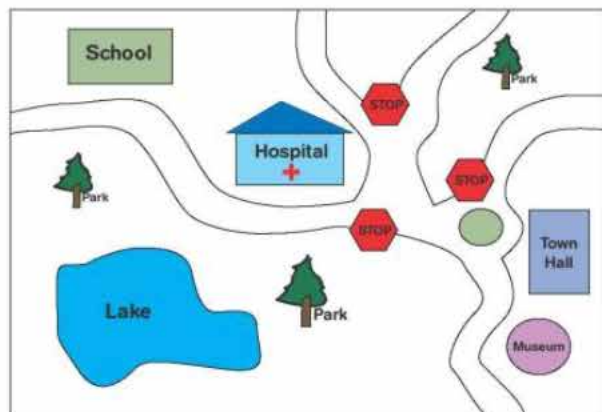 School
STOP
Park
Hospital
STOP
Park
STOP
Town
Hall
Lake
Park
Museum